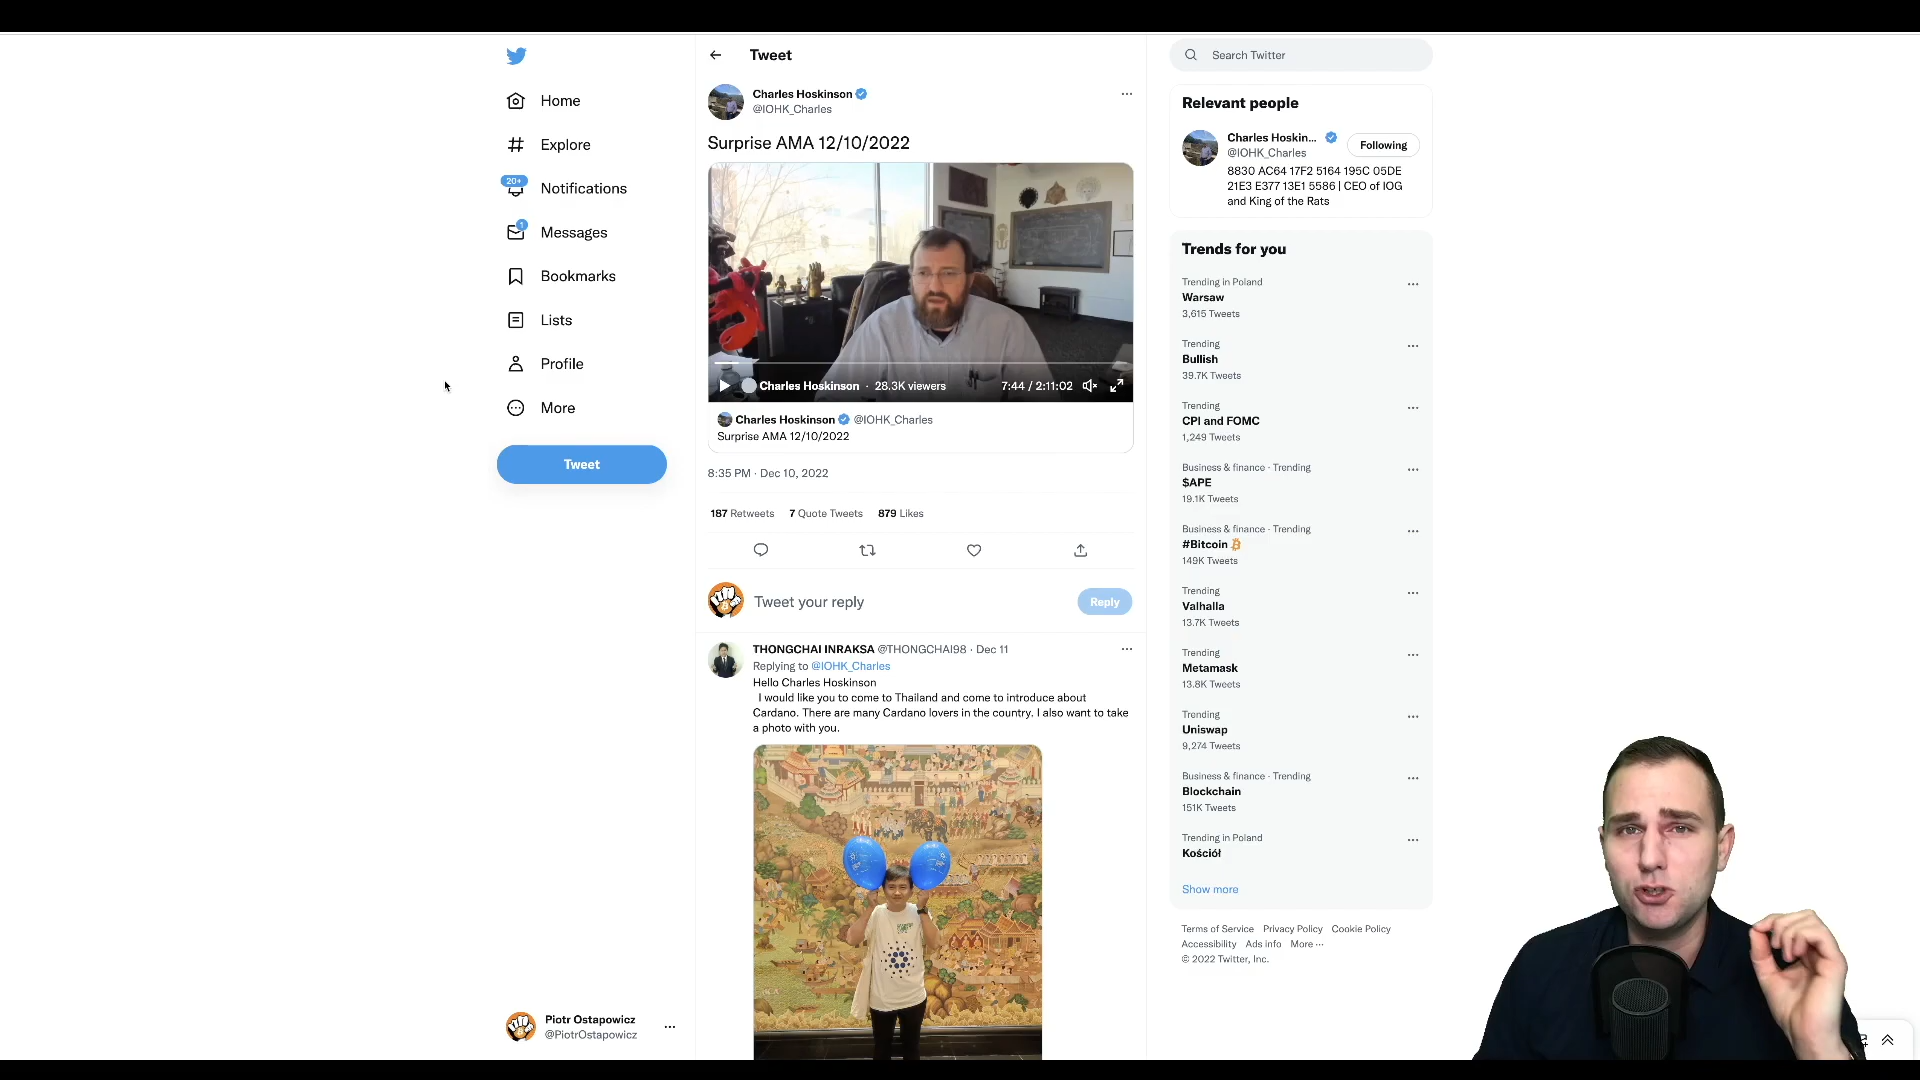 Home
Explore
20+
Notifications
1
Messages
Bookmarks
Lists
Profile
More
Tweet
Piotr Ostapowicz
@PiotrOstapowicz
Tweet
Charles Hoskinson
@IOHK_Charles
Surprise AMA 12/10/2022
Charles Hoskinson · 28.3K viewers 7:44 / 2:11:02
Charles Hoskinson @IOHK_Charles
Surprise AMA 12/10/2022
8:35 PM · Dec 10, 2022
187 Retweets 7 Quote Tweets 879 Likes
Tweet your reply
Reply
THONGCHAI INRAKSA @THONGCHAI98 · Dec 11
Replying to @IOHK_Charles
Hello Charles Hoskinson
I would like you to come to Thailand and come to introduce about
Cardano. There are many Cardano lovers in the country. I also want to take
a photo with you.
Search Twitter
Relevant people
Charles Hoskin...
@IOHK_Charles
Following
8830 AC64 17F2 5164 195C 05DE
21E3 E377 13E1 5586 | CEO of IOG
and King of the Rats
Trends for you
Trending in Poland
Warsaw
3,615 Tweets
Trending
Bullish
39.7K Tweets
Trending
CPI and FOMC
1,249 Tweets
Business & finance · Trending
$APE
19.1K Tweets
Business & finance · Trending
#Bitcoin
149K Tweets
Trending
Valhalla
13.7K Tweets
Trending
Metamask
13.8K Tweets
Trending
Uniswap
9,274 Tweets
Business & finance · Trending
Blockchain
151K Tweets
Trending in Poland
Kościół
Show more
Terms of Service Privacy Policy Cookie Policy
Accessibility Ads info More ···
© 2022 Twitter, Inc.